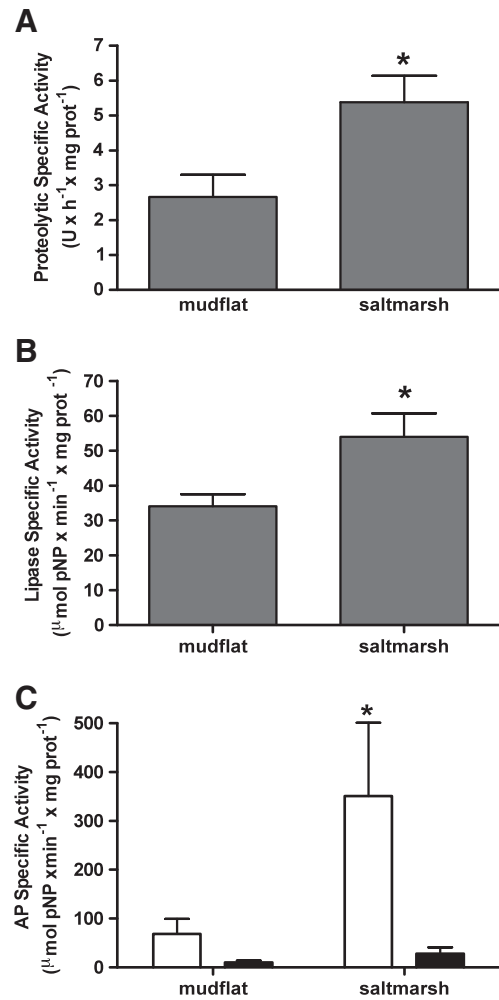 A
Proteolytic Specific Activity
(U x h⁻¹x mg prot⁻¹)
7
6
5
4
3
2
1
0
*
mudflat saltmarsh
B
Lipase Specific Activity
(μmol pNP x min⁻¹ x mg prot ⁻¹)
70
60
50
40
30
20
10
0
*
mudflat saltmarsh
C
AP Specific Activity
(μmol pNP xmin⁻¹ x mg prot⁻¹)
500
400
300
200
100
0
*
mudflat saltmarsh